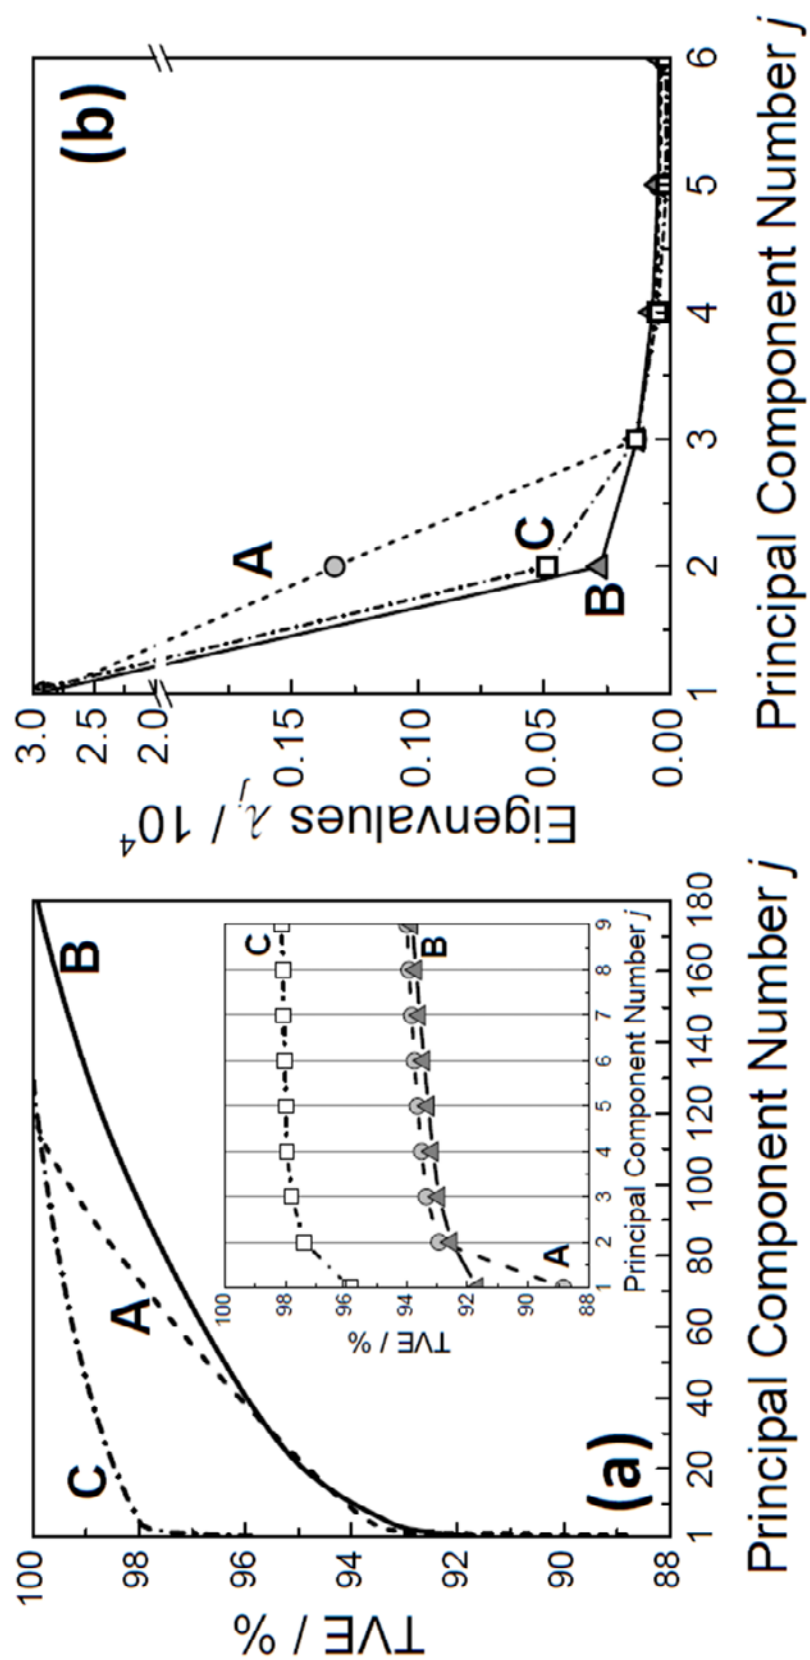 (a)
TVE / %
100
98
96
94
92
90
88
C
A
B
1 20 40 60 80 100 120 140 160 180
Principal Component Number j
TVE / %
100
98
96
94
92
90
88
C
B
A
1 2 3 4 5 6 7 8 9
Principal Component Number j
(b)
Eigenvalues λj / 10⁴
3.0
2.5
2.0
0.15
0.10
0.05
0.00
A
C
B
1 2 3 4 5 6
Principal Component Number j